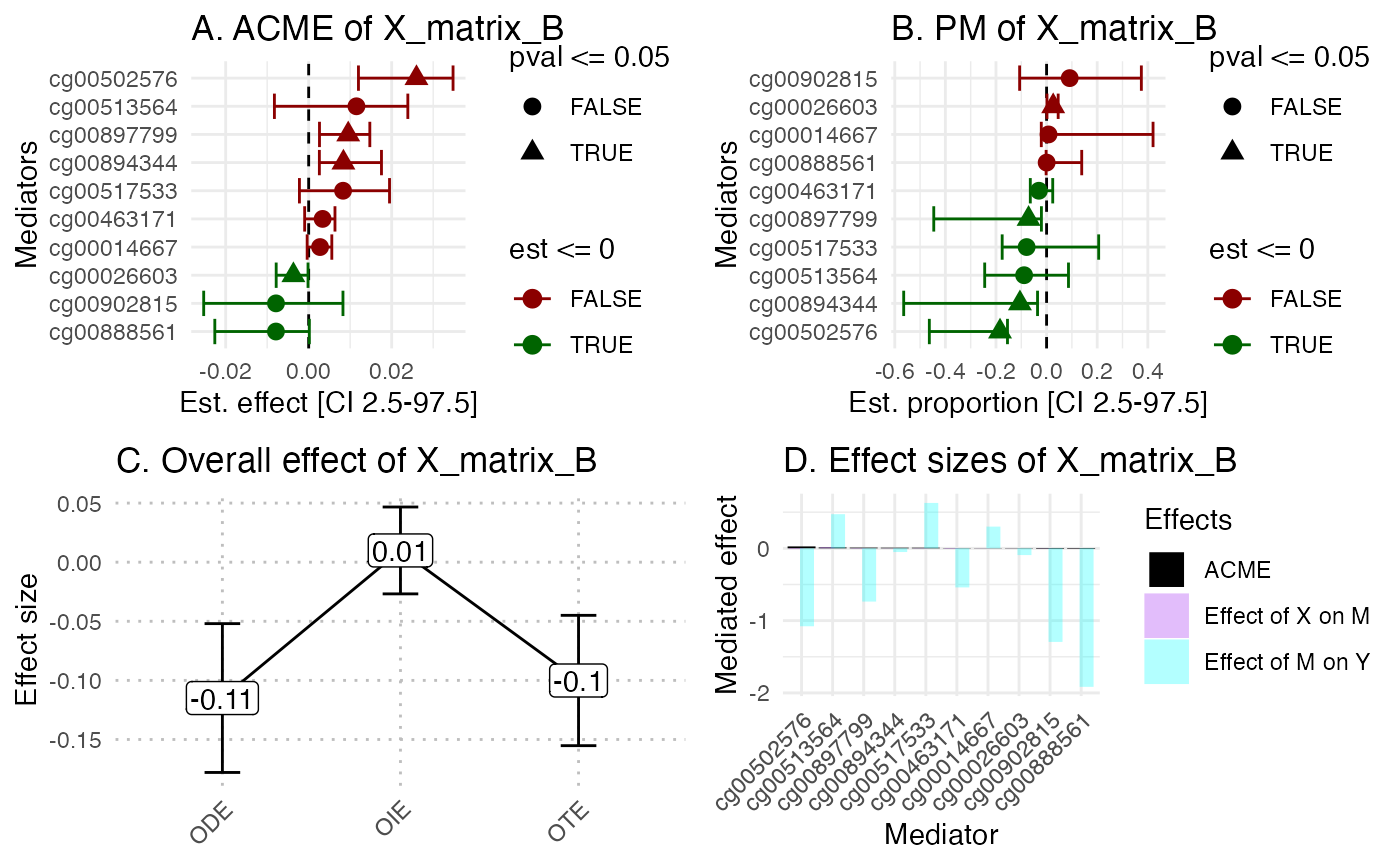 A. ACME of X_matrix_B
Mediators
cg00502576
cg00513564
cg00897799
cg00894344
cg00517533
cg00463171
cg00014667
cg00026603
cg00902815
cg00888561
-0.02
0.00
0.02
Est. effect [CI 2.5-97.5]
pval <= 0.05
FALSE
TRUE
est <= 0
FALSE
TRUE
B. PM of X_matrix_B
Mediators
cg00902815
cg00026603
cg00014667
cg00888561
cg00463171
cg00897799
cg00517533
cg00513564
cg00894344
cg00502576
-0.6
-0.4
-0.2
0.0
0.2
0.4
Est. proportion [CI 2.5-97.5]
pval <= 0.05
FALSE
TRUE
est <= 0
FALSE
TRUE
C. Overall effect of X_matrix_B
Effect size
0.05
0.00
-0.05
-0.10
-0.15
-0.11
0.01
-0.1
ODE
OIE
OTE
D. Effect sizes of X_matrix_B
Mediated effect
0
-1
-2
cg00502576
cg00513564
cg00897799
cg00894344
cg00517533
cg00463171
cg00014667
cg00026603
cg00902815
cg00888561
Mediator
Effects
ACME
Effect of X on M
Effect of M on Y